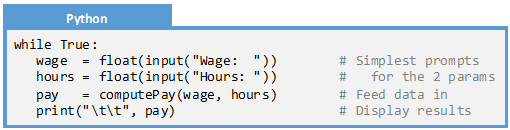 Python
while True:
    wage  = float(input("Wage:  "))       # Simplest prompts
    hours = float(input("Hours: "))       #   for the 2 params
    pay   = computePay(wage, hours)       # Feed data in
    print("\t\t", pay)                    # Display results